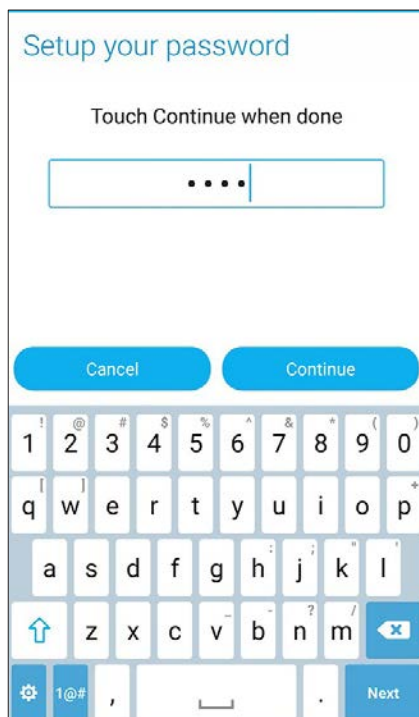 Setup your password
Touch Continue when done
••••
Cancel Continue
! @ # $ % ^ & * ( )
1 2 3 4 5 6 7 8 9 0
[ ] +
q w e r t y u i o p
: ; " '
a s d f g h j k l
_ - ? /
z x c v b n m
1@# , . Next